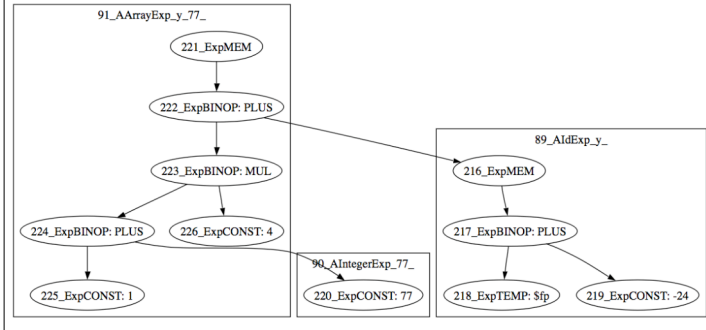 91_AArrayExp_y_77_
221_ExpMEM
222_ExpBINOP: PLUS
89_AIdExp_y_
223_ExpBINOP: MUL
216_ExpMEM
224_ExpBINOP: PLUS
226_ExpCONST: 4
217_ExpBINOP: PLUS
90_AIntegerExp_77_
225_ExpCONST: 1
220_ExpCONST: 77
218_ExpTEMP: $fp
219_ExpCONST: -24